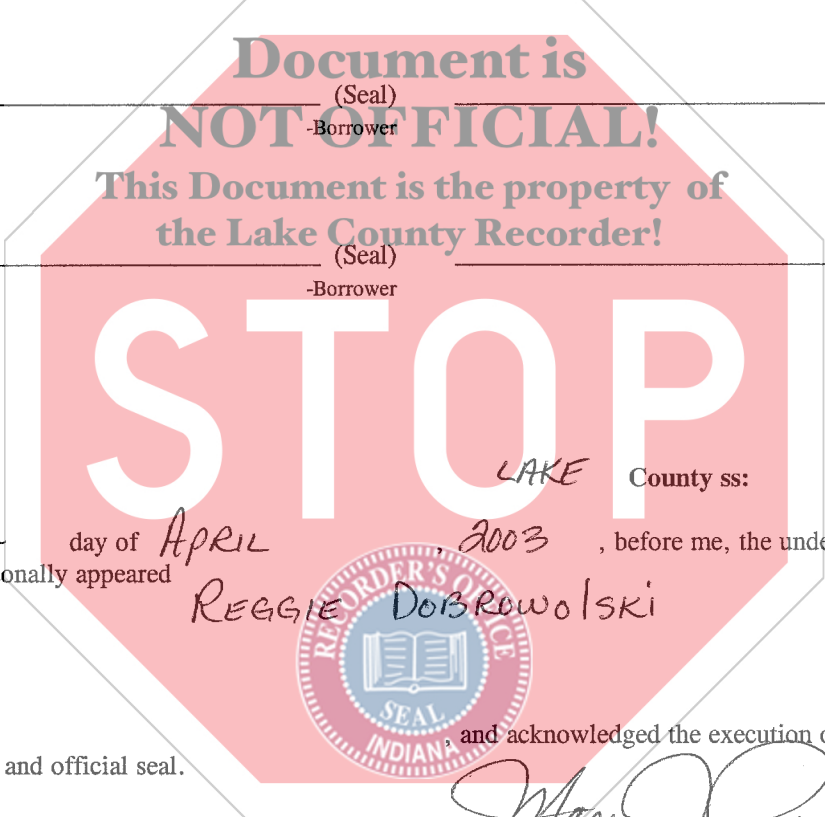 Document is
(Seal)
NOT OFFICIAL!
-Borrower
This Document is the property of
the Lake County Recorder!
(Seal)
-Borrower
STOP
LAKE County ss:
day of APRIL , 2003 , before me, the unde
onally appeared
REGGIE DOBROWOLSKI
RECORDER'S OFFICE
SEAL
INDIANA
, and acknowledged the execution o
and official seal.